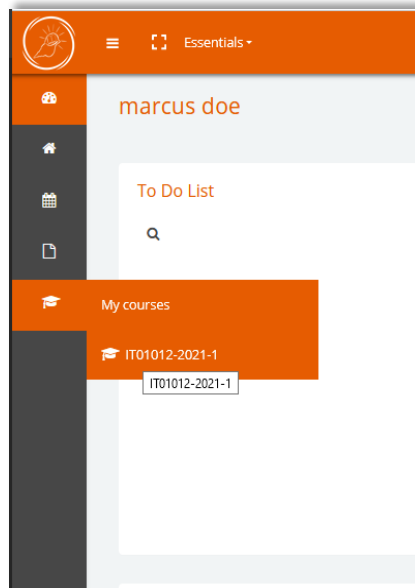 Essentials
marcus doe
To Do List
My courses
IT01012-2021-1
IT01012-2021-1